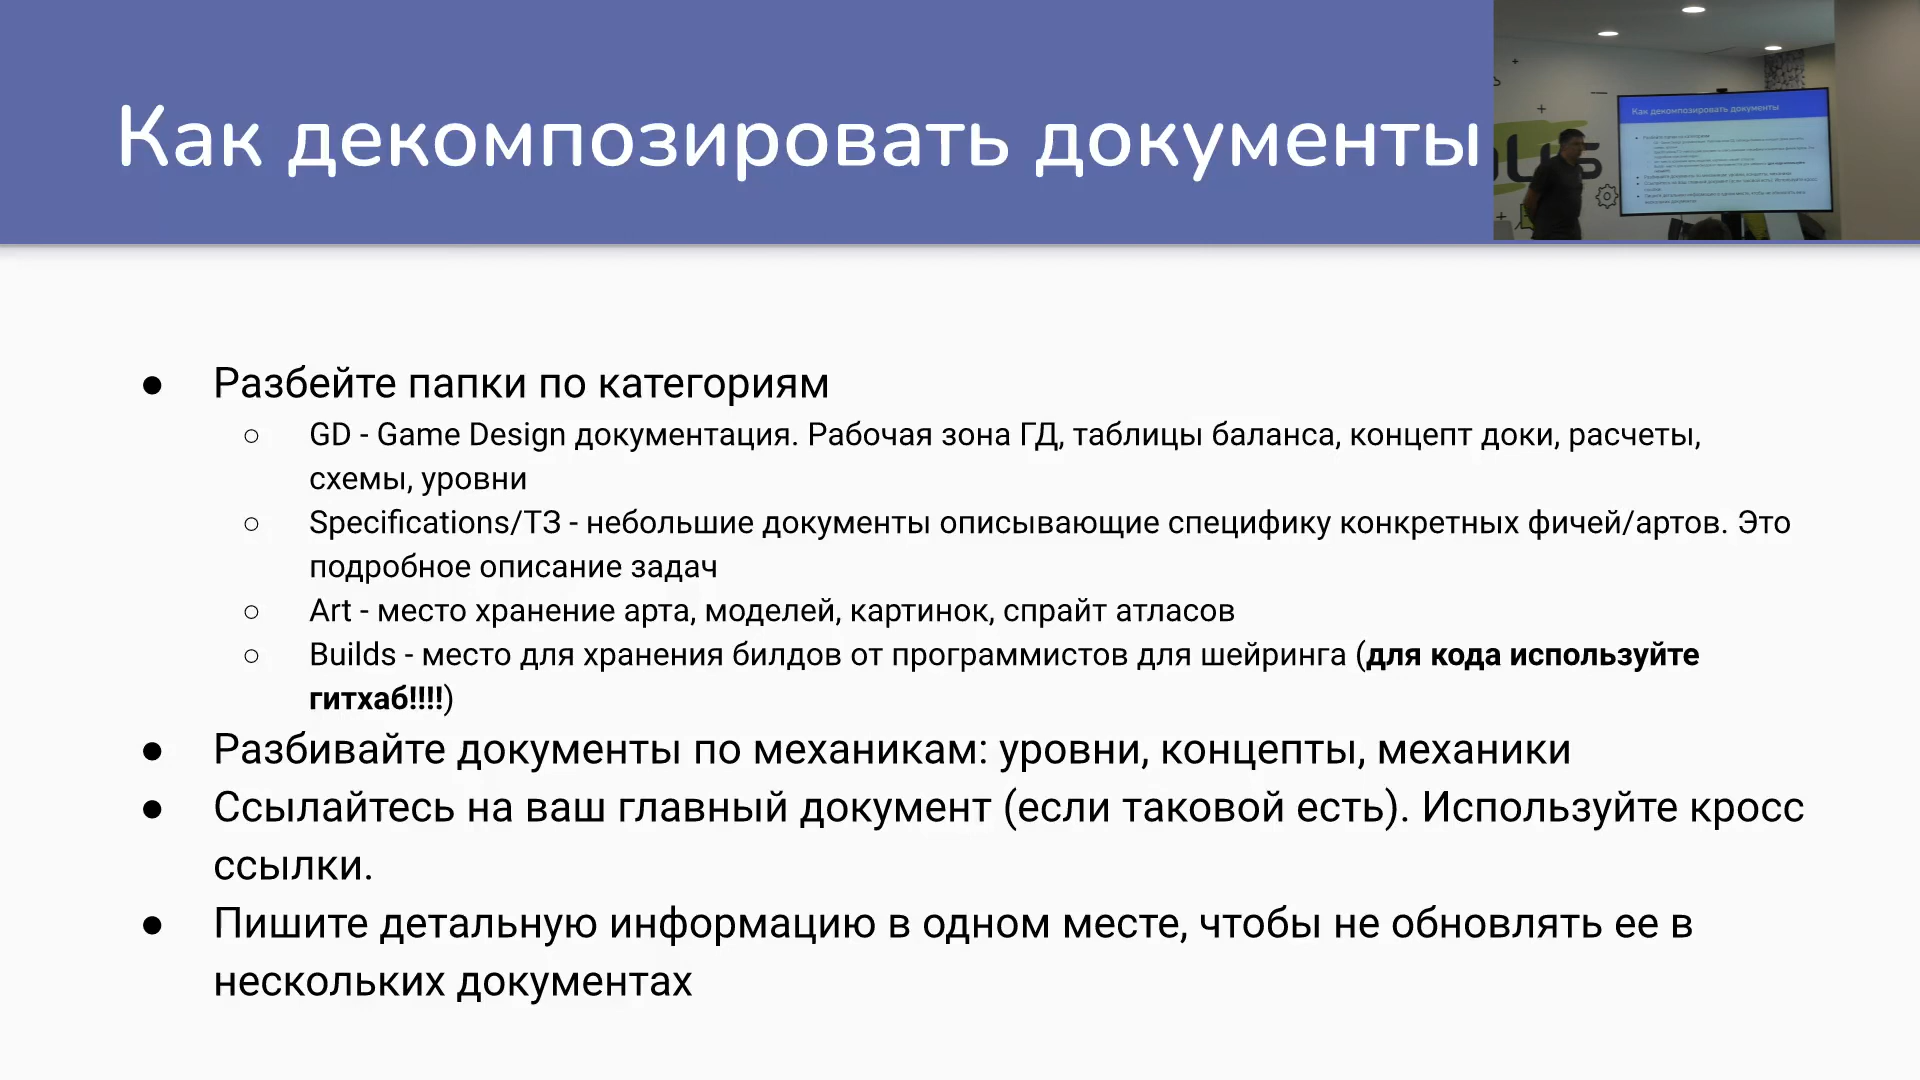 Как декомпозировать документы
Как декомпозировать документы
● Разбейте папки по категориям
○ GD - Game Design документация. Рабочая зона ГД, таблицы баланса, концепт доки, расчеты,
схемы, уровни
○ Specifications/ТЗ - небольшие документы описывающие специфику конкретных фичей/артов. Это
подробное описание задач
○ Art - место хранение арта, моделей, картинок, спрайт атласов
○ Builds - место для хранения билдов от программистов для шейринга (для кода используйте
гитхаб!!!!)
● Разбивайте документы по механикам: уровни, концепты, механики
● Ссылайтесь на ваш главный документ (если таковой есть). Используйте кросс
ссылки.
● Пишите детальную информацию в одном месте, чтобы не обновлять ее в
нескольких документах